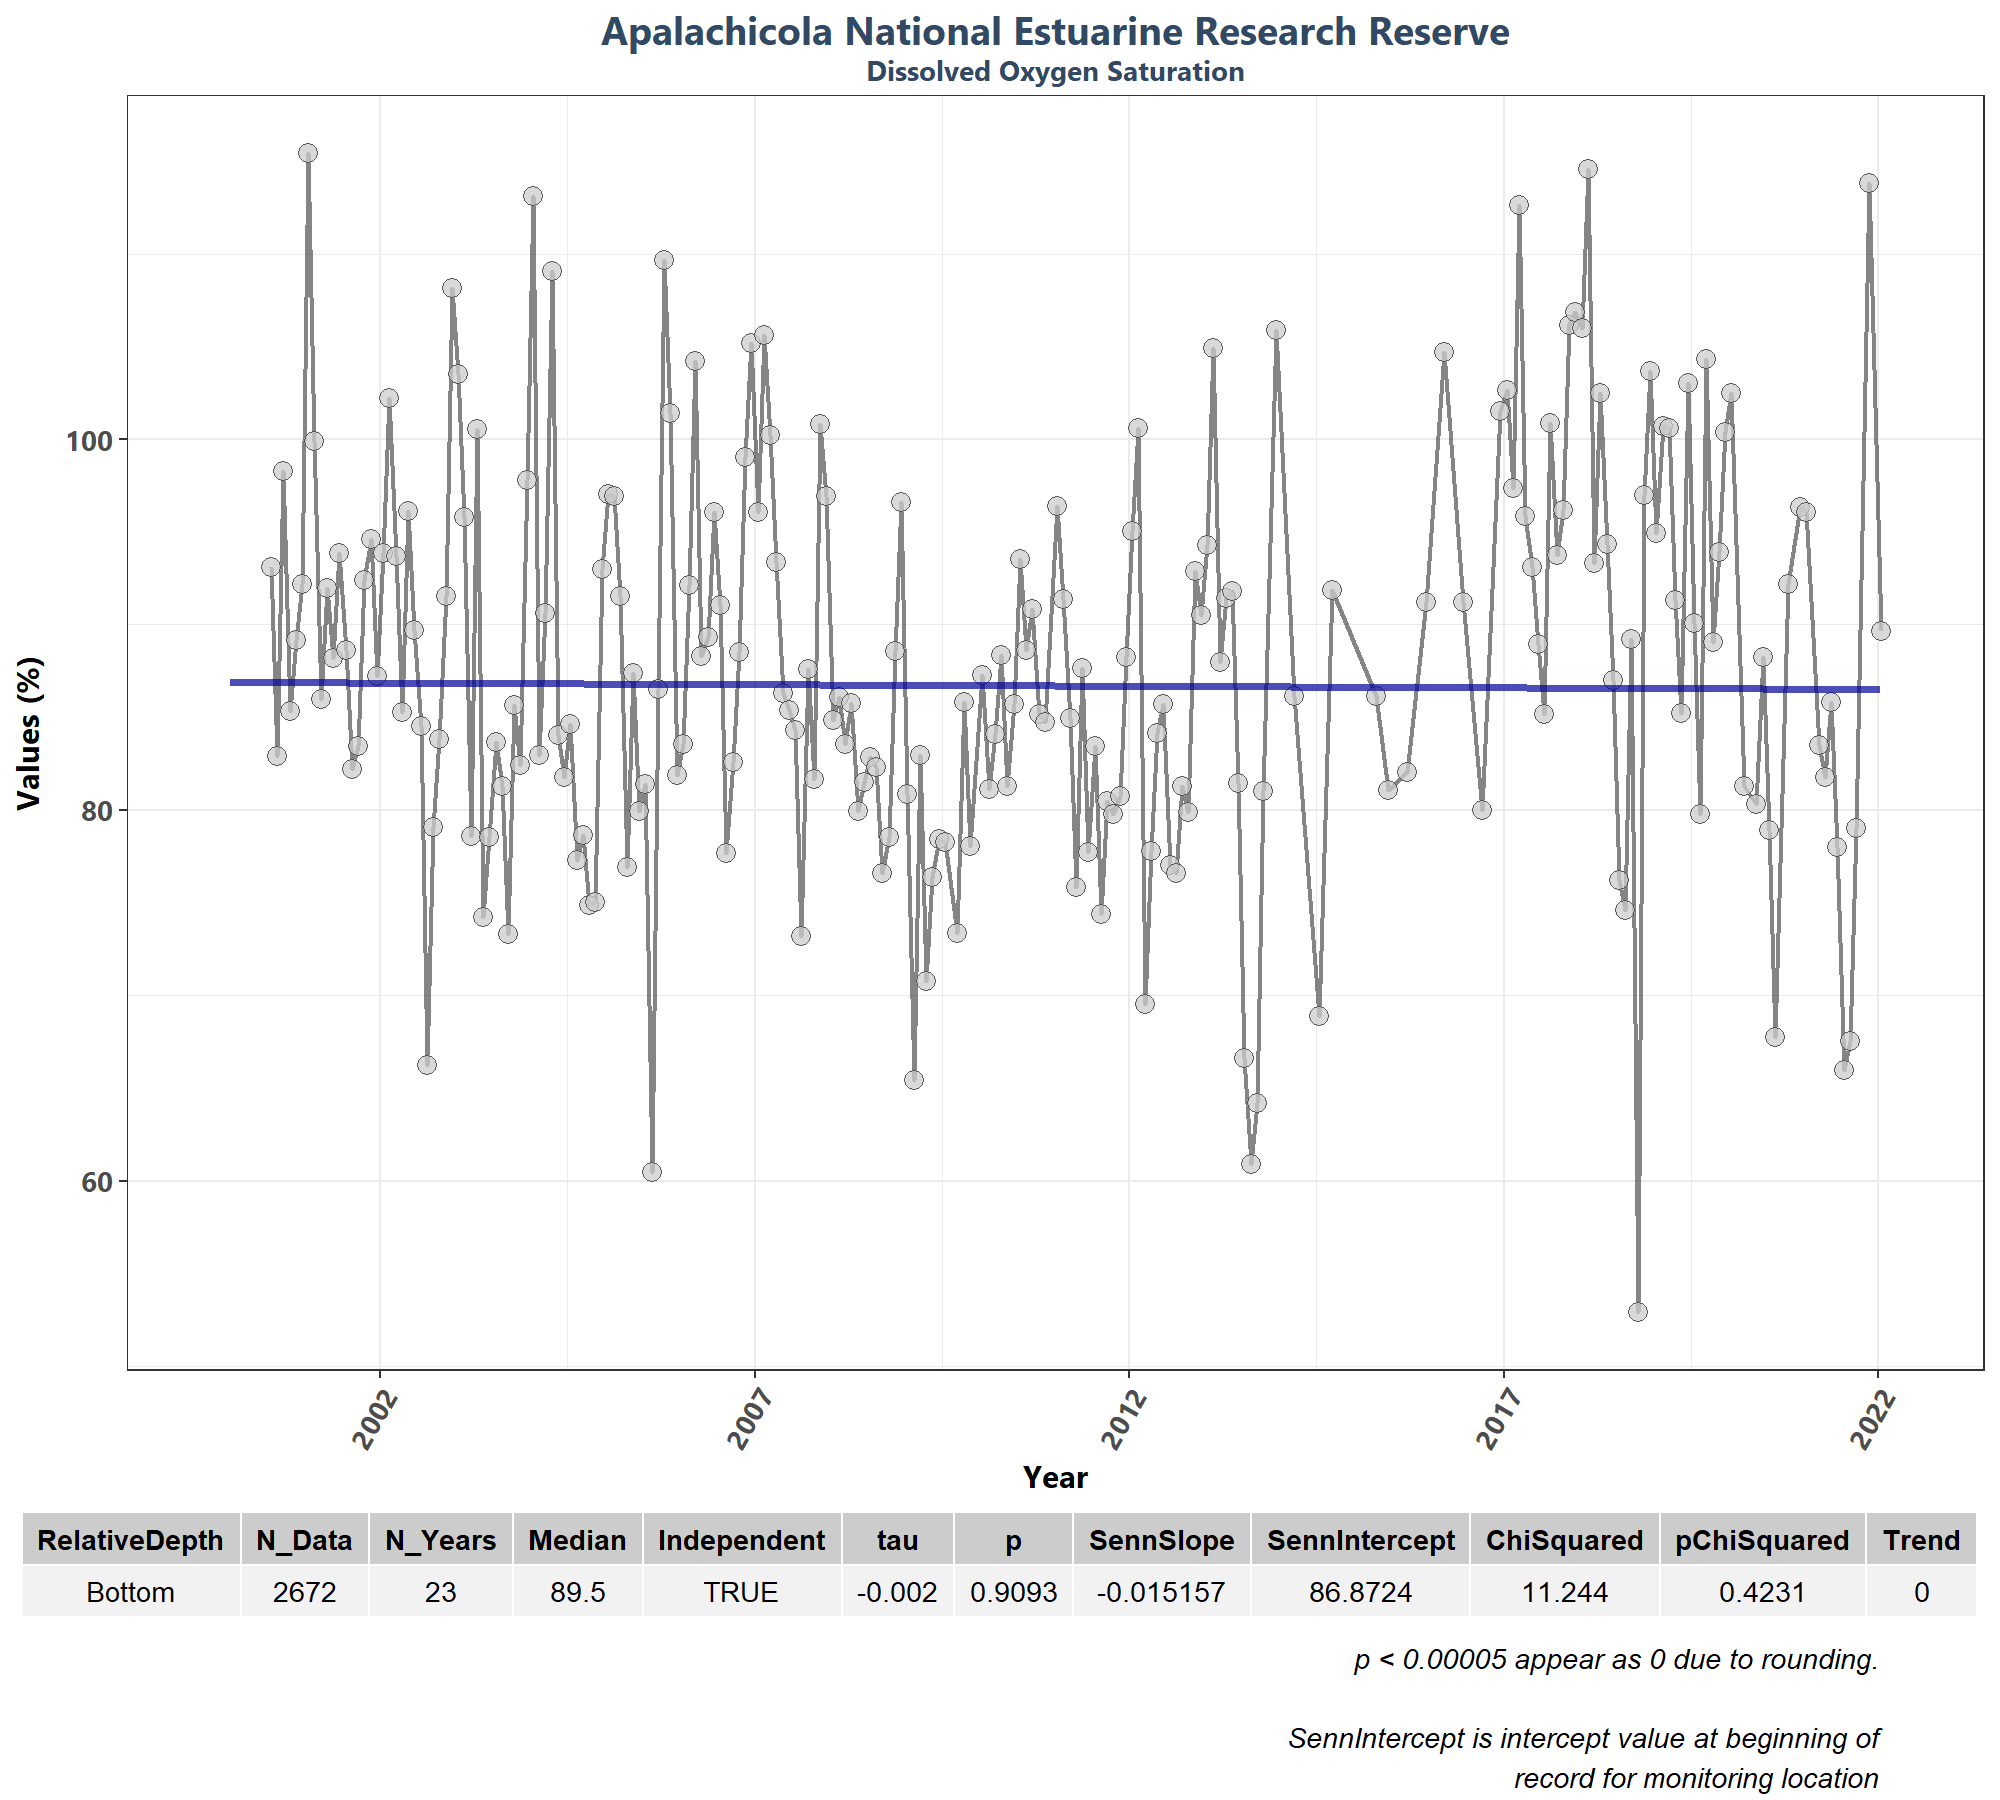 Apalachicola National Estuarine Research Reserve
Dissolved Oxygen Saturation
Values (%)
100
80
60
2002
2007
2012
2017
2022
Year
RelativeDepth N_Data N_Years Median Independent tau p SennSlope SennIntercept ChiSquared pChiSquared Trend
Bottom 2672 23 89.5 TRUE -0.002 0.9093 -0.015157 86.8724 11.244 0.4231 0
p < 0.00005 appear as 0 due to rounding.
SennIntercept is intercept value at beginning of
record for monitoring location